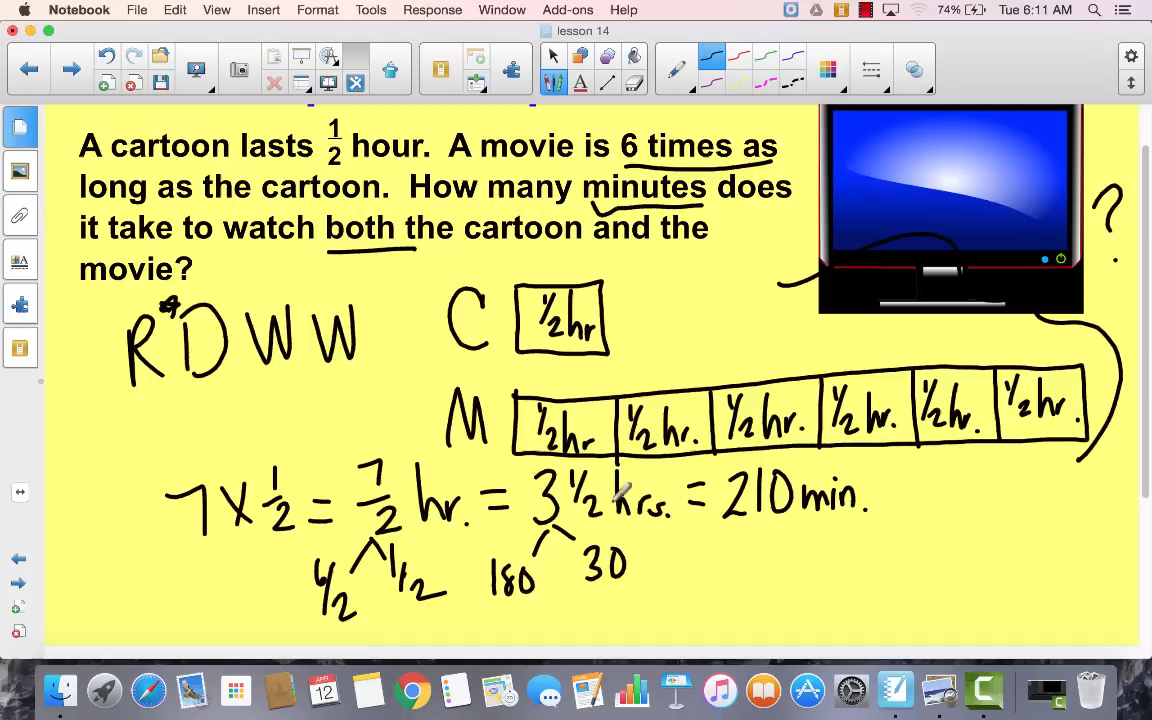 Notebook File Edit View Insert Format Tools Response Window Add-ons Help 74% Tue 6:11 AM
lesson 14
A cartoon lasts 1/2 hour. A movie is 6 times as
long as the cartoon. How many minutes does
it take to watch both the cartoon and the
movie?
?
R*DWW
C 1/2 hr
M 1/2 hr 1/2 hr. 1/2 hr. 1/2 hr. 1/2 hr. 1/2 hr.
7 x 1/2 = 7/2 hr. = 3 1/2 hrs. = 210 min.
6/2 1/2 180 30
APR
12